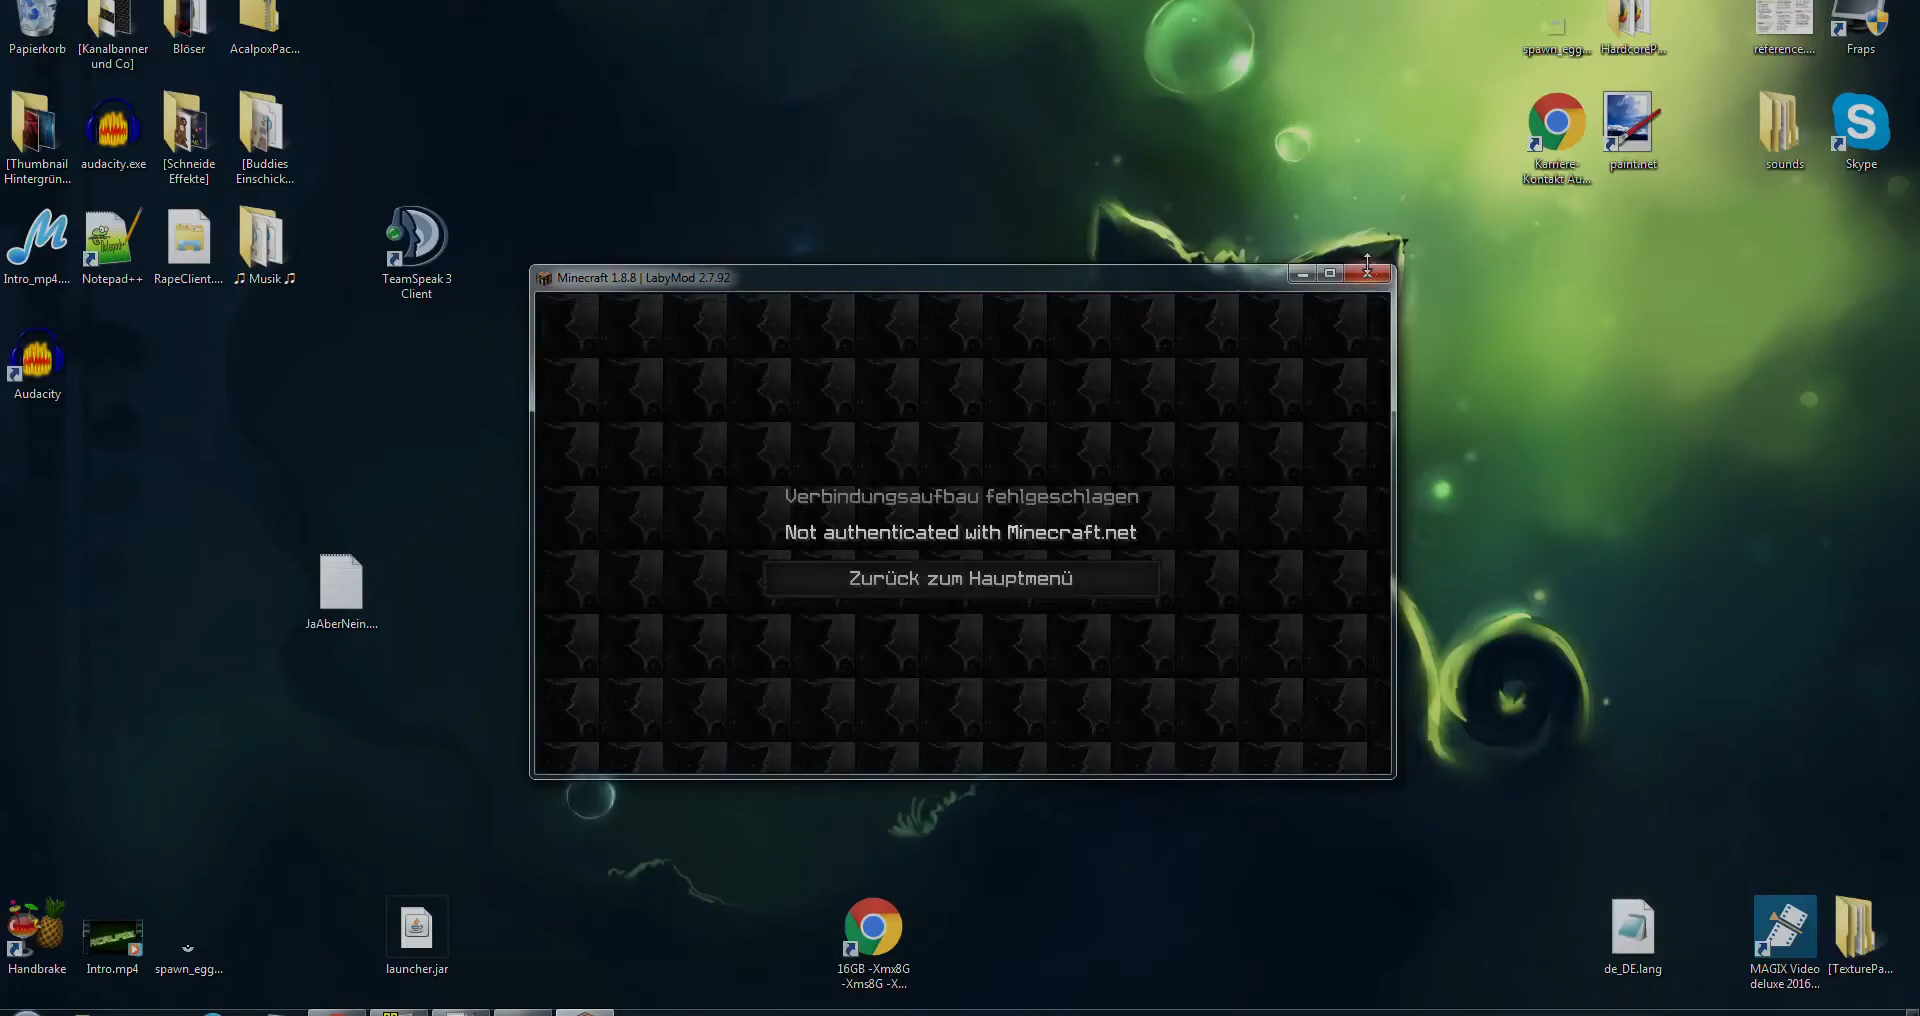 Papierkorb
[Kanalbanner und Co]
Blöser
AcalpoxPac...
spawn_egg...
HardcoreP...
reference....
Fraps
[Thumbnail Hintergrün...
audacity.exe
[Schneide Effekte]
[Buddies Einschick...
Karriere-Kontakt Au...
paint.net
sounds
Skype
Intro_mp4....
Notepad++
RapeClient....
♫ Musik ♫
TeamSpeak 3 Client
Minecraft 1.8.8 | LabyMod 2.7.92
Audacity
Verbindungsaufbau fehlgeschlagen
Not authenticated with Minecraft.net
Zurück zum Hauptmenü
JaAberNein....
Handbrake
Intro.mp4
spawn_egg...
launcher.jar
16GB -Xmx8G -Xms8G -X...
de_DE.lang
MAGIX Video deluxe 2016...
[TexturePa...